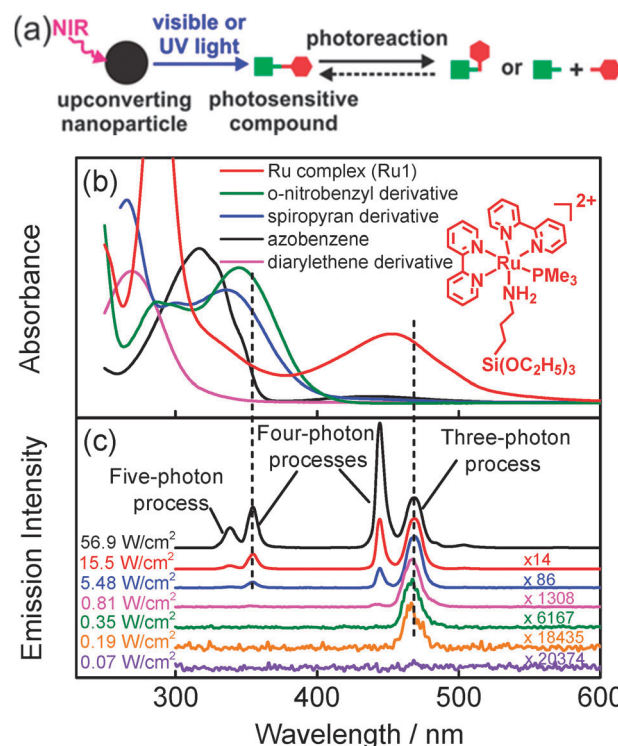 (a)
NIR
visible or
UV light
photoreaction
or
+
upconverting
nanoparticle
photosensitive
compound
(b)
Ru complex (Ru1)
o-nitrobenzyl derivative
spiropyran derivative
azobenzene
diarylethene derivative
2+
N
N
N
N
Ru
PMe3
NH2
Si(OC2H5)3
Absorbance
(c)
Four-photon
processes
Three-photon
process
Five-photon
process
56.9 W/cm2
15.5 W/cm2 x14
5.48 W/cm2 x 86
0.81 W/cm2 x 1308
0.35 W/cm2 x 6167
0.19 W/cm2 x 18435
0.07 W/cm2 x 20374
Emission Intensity
300 400 500 600
Wavelength / nm